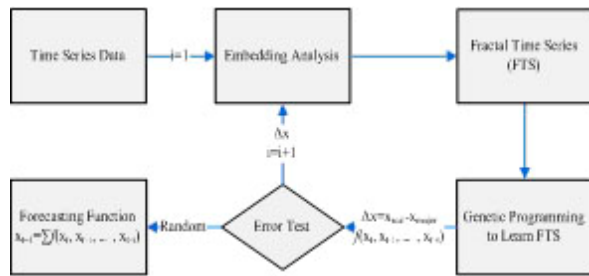 Time Series Data
i=1
Embedding Analysis
Fractal Time Series
(FTS)
Δx
i=i+1
Forecasting Function
Random
Error Test
Genetic Programming
to Learn FTS